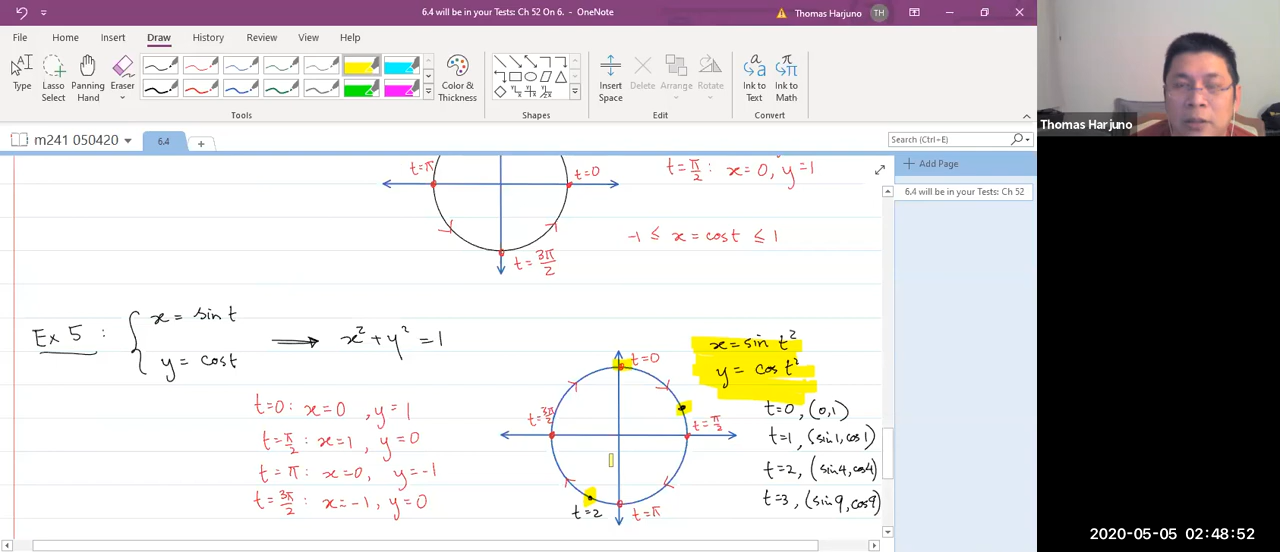 6.4 will be in your Tests: Ch 52 On 6. - OneNote
Thomas Harjuno
TH
File Home Insert Draw History Review View Help
Type
Lasso Select
Panning Hand
Eraser
Tools
Color & Thickness
Shapes
Insert Space
Delete
Arrange
Rotate
Edit
Ink to Text
Ink to Math
Convert
m241 050420
6.4
Search (Ctrl+E)
Thomas Harjuno
Add Page
6.4 will be in your Tests: Ch 52
t=π
t=0
t=3π/2
t=π/2: x=0, y=1
-1 ≤ x = cos t ≤ 1
Ex 5 :
x = sin t
y = cos t
x²+y²=1
t=0: x=0, y=1
t=π/2: x=1, y=0
t=π: x=0, y=-1
t=3π/2: x=-1, y=0
t=0
t=π/2
t=3π/2
t=π
t=2
x=sin t²
y = cos t²
t=0, (0,1)
t=1, (sin1, cos1)
t=2, (sin4, cos4)
t=3, (sin9, cos9)
2020-05-05 02:48:52